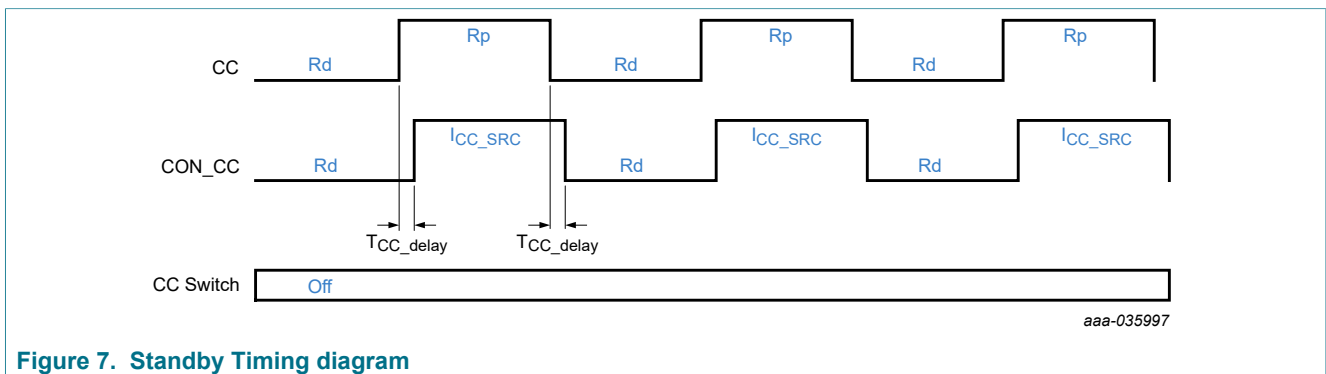 CC Rd Rp Rd Rp Rd Rp
CON_CC Rd ICC_SRC Rd ICC_SRC Rd ICC_SRC
TCC_delay TCC_delay
CC Switch Off
aaa-035997
Figure 7. Standby Timing diagram